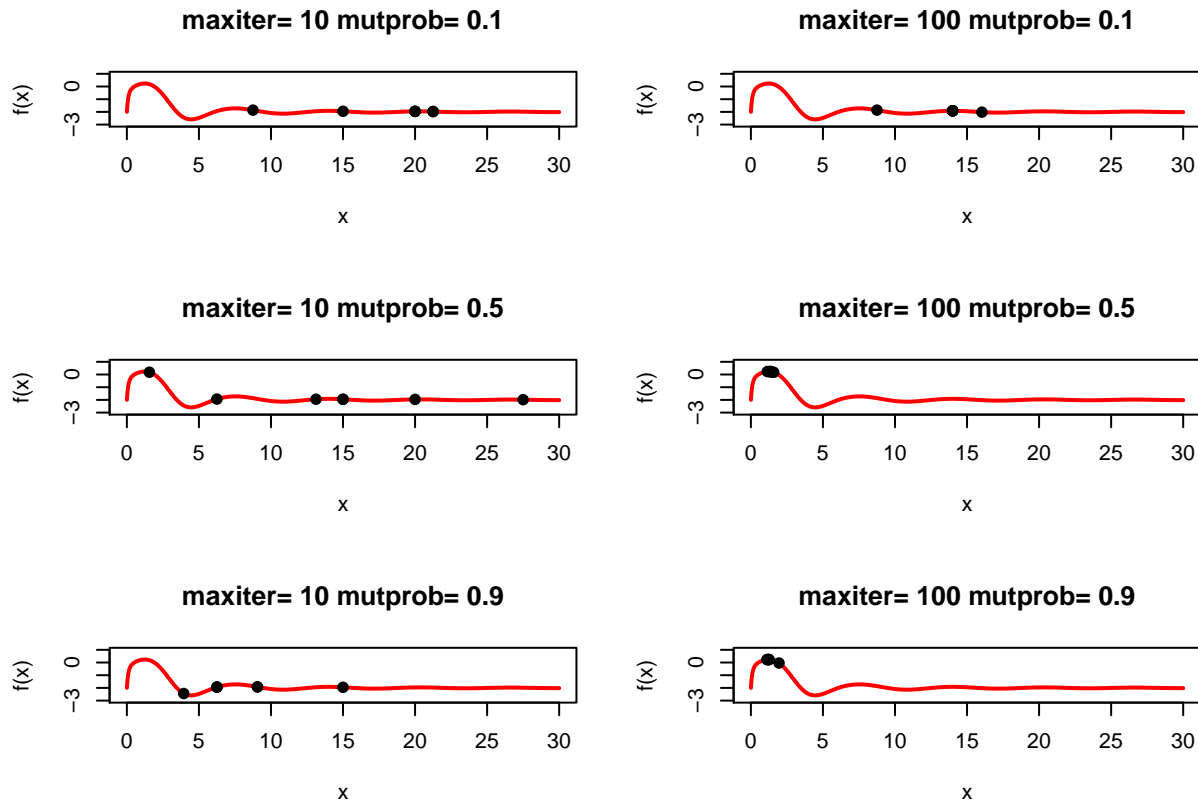 maxiter= 10 mutprob= 0.1
f(x)
0
−3
0 5 10 15 20 25 30
x
maxiter= 100 mutprob= 0.1
f(x)
0
−3
0 5 10 15 20 25 30
x
maxiter= 10 mutprob= 0.5
f(x)
0
−3
0 5 10 15 20 25 30
x
maxiter= 100 mutprob= 0.5
f(x)
0
−3
0 5 10 15 20 25 30
x
maxiter= 10 mutprob= 0.9
f(x)
0
−3
0 5 10 15 20 25 30
x
maxiter= 100 mutprob= 0.9
f(x)
0
−3
0 5 10 15 20 25 30
x